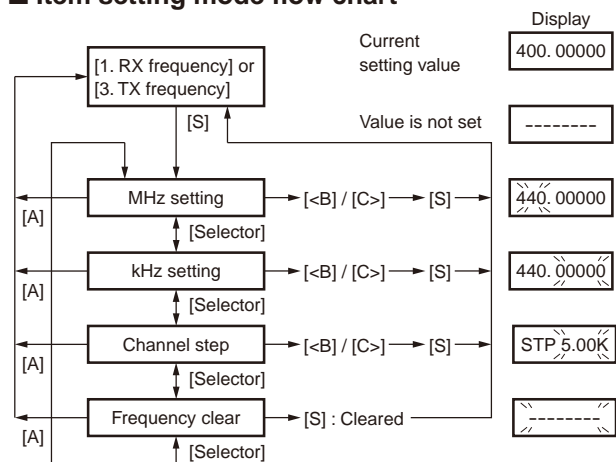 ■ Item setting mode flow chart
Display
Current
setting value
400. 00000
[1. RX frequency] or
[3. TX frequency]
[S]
Value is not set
--------
MHz setting
[<B] / [C>]
[S]
440. 00000
[A]
[Selector]
kHz setting
[<B] / [C>]
[S]
440. 00000
[A]
[Selector]
Channel step
[<B] / [C>]
[S]
STP 5.00K
[A]
[Selector]
Frequency clear
[S] : Cleared
--------
[A]
[Selector]